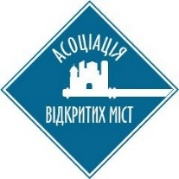 АСОЦІАЦІЯ
ВІДКРИТИХ МІСТ